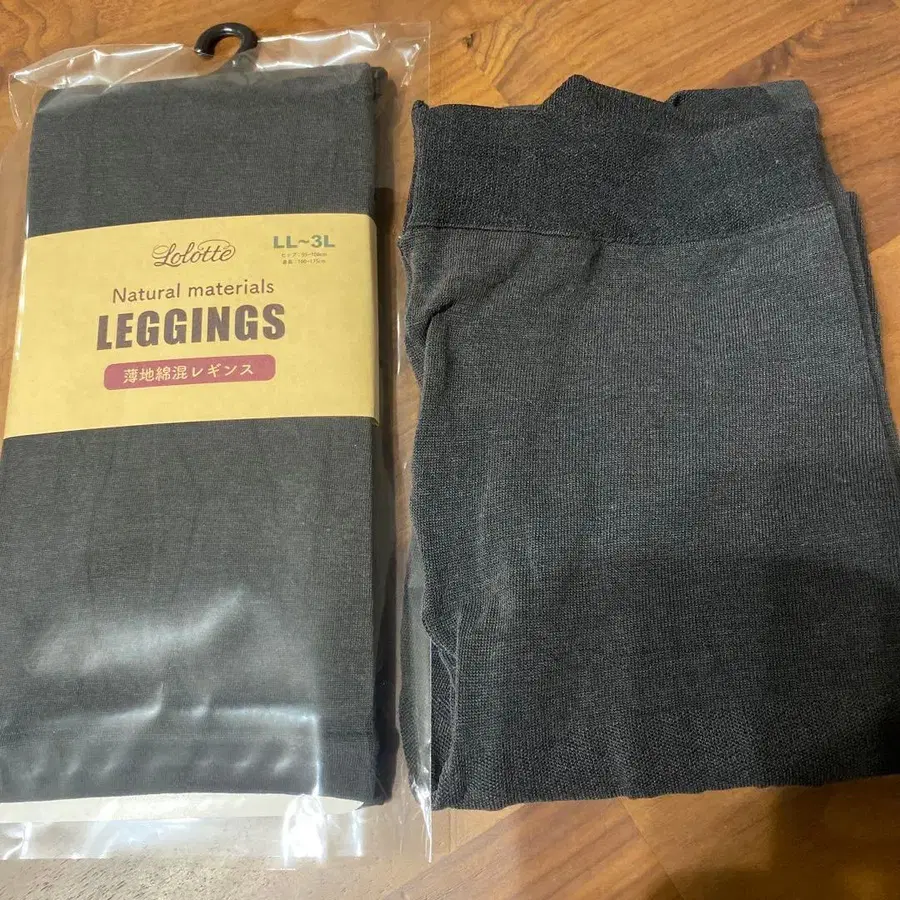 Lolotte
LL~3L
Natural materials
LEGGINGS
薄地綿混レギンス